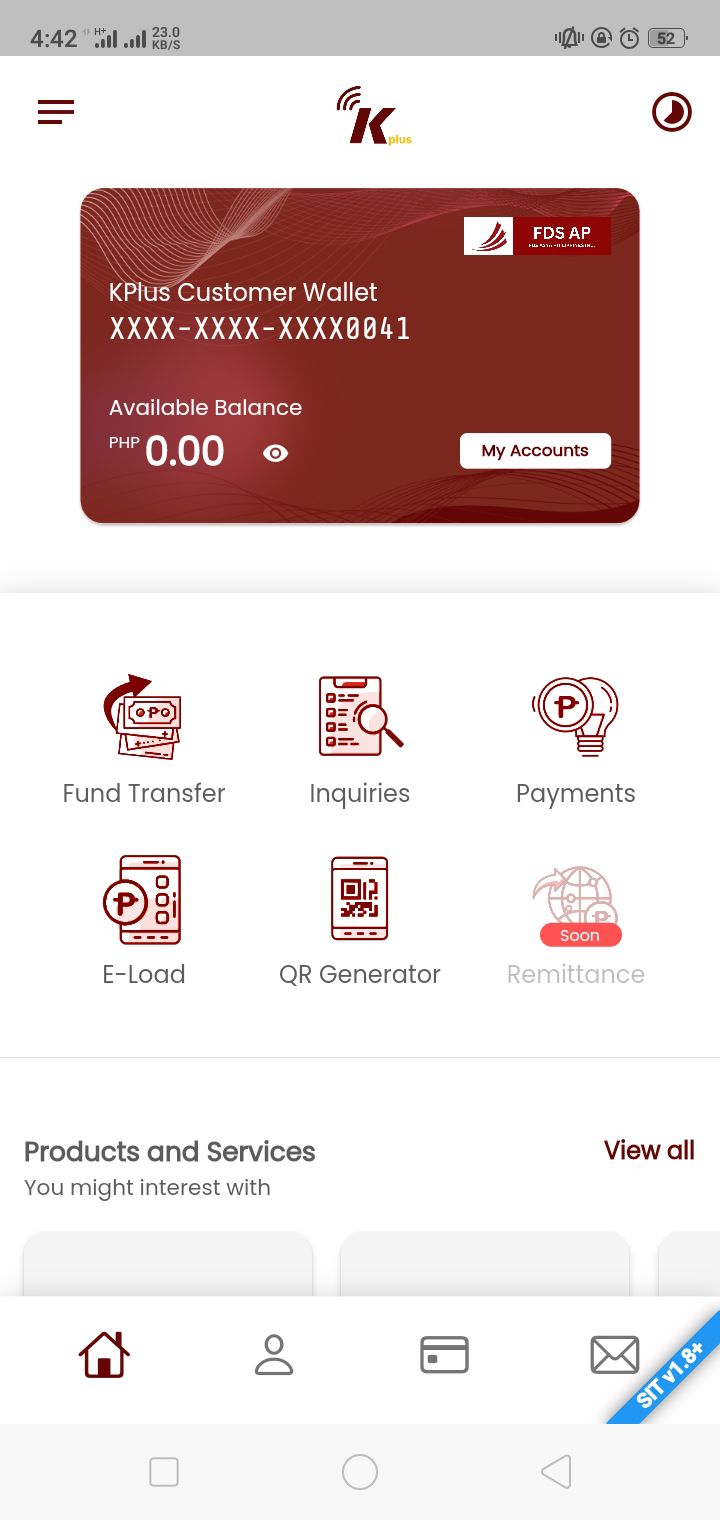 4:42
H+
23.0
KB/S
52
K
plus
FDS AP
KPlus Customer Wallet
XXXX-XXXX-XXXX0041
Available Balance
PHP 0.00
My Accounts
Fund Transfer
Inquiries
Payments
E-Load
QR Generator
Soon
Remittance
Products and Services
View all
You might interest with
SIT v1.8+